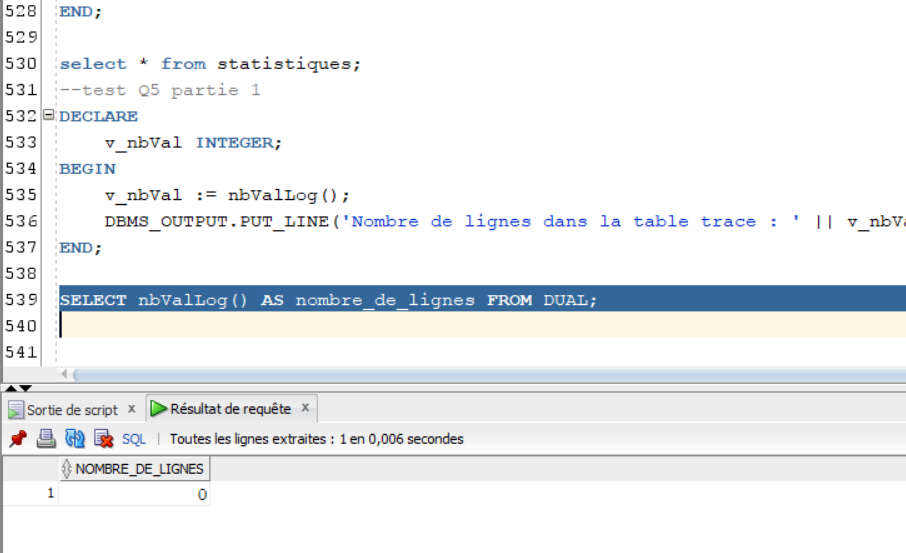 528 END;
529
530 select * from statistiques;
531 --test Q5 partie 1
532 DECLARE
533 v_nbVal INTEGER;
534 BEGIN
535 v_nbVal := nbValLog();
536 DBMS_OUTPUT.PUT_LINE('Nombre de lignes dans la table trace : ' || v_nbVa
537 END;
538
539 SELECT nbValLog() AS nombre_de_lignes FROM DUAL;
540
541
Sortie de script x Résultat de requête x
SQL | Toutes les lignes extraites : 1 en 0,006 secondes
NOMBRE_DE_LIGNES
1 0